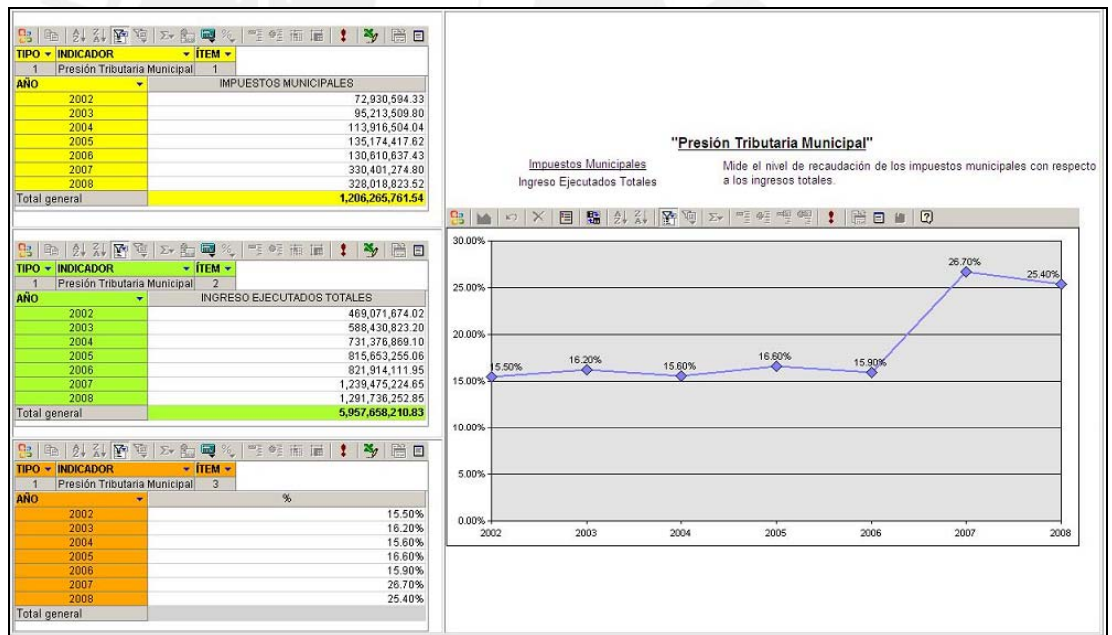 TIPO INDICADOR ÍTEM
1 Presión Tributaria Municipal 1
AÑO IMPUESTOS MUNICIPALES
2002 72,930,594.33
2003 95,213,509.80
2004 113,916,504.04
2005 135,174,417.62
2006 130,610,637.43
2007 330,401,274.80
2008 328,018,823.52
Total general 1,206,265,761.54
TIPO INDICADOR ÍTEM
1 Presión Tributaria Municipal 2
AÑO INGRESO EJECUTADOS TOTALES
2002 469,071,674.02
2003 588,430,823.20
2004 731,376,869.10
2005 815,653,255.06
2006 821,914,111.95
2007 1,239,475,224.65
2008 1,291,736,252.85
Total general 5,957,658,210.83
TIPO INDICADOR ÍTEM
1 Presión Tributaria Municipal 3
AÑO %
2002 15.50%
2003 16.20%
2004 15.60%
2005 16.60%
2006 15.90%
2007 26.70%
2008 25.40%
Total general
"Presión Tributaria Municipal"
Impuestos Municipales
Ingreso Ejecutados Totales
Mide el nivel de recaudación de los impuestos municipales con respecto
a los ingresos totales.
30.00%
25.00%
20.00%
15.00%
10.00%
5.00%
0.00%
15.50% 16.20% 15.60% 16.60% 15.90% 26.70% 25.40%
2002 2003 2004 2005 2006 2007 2008